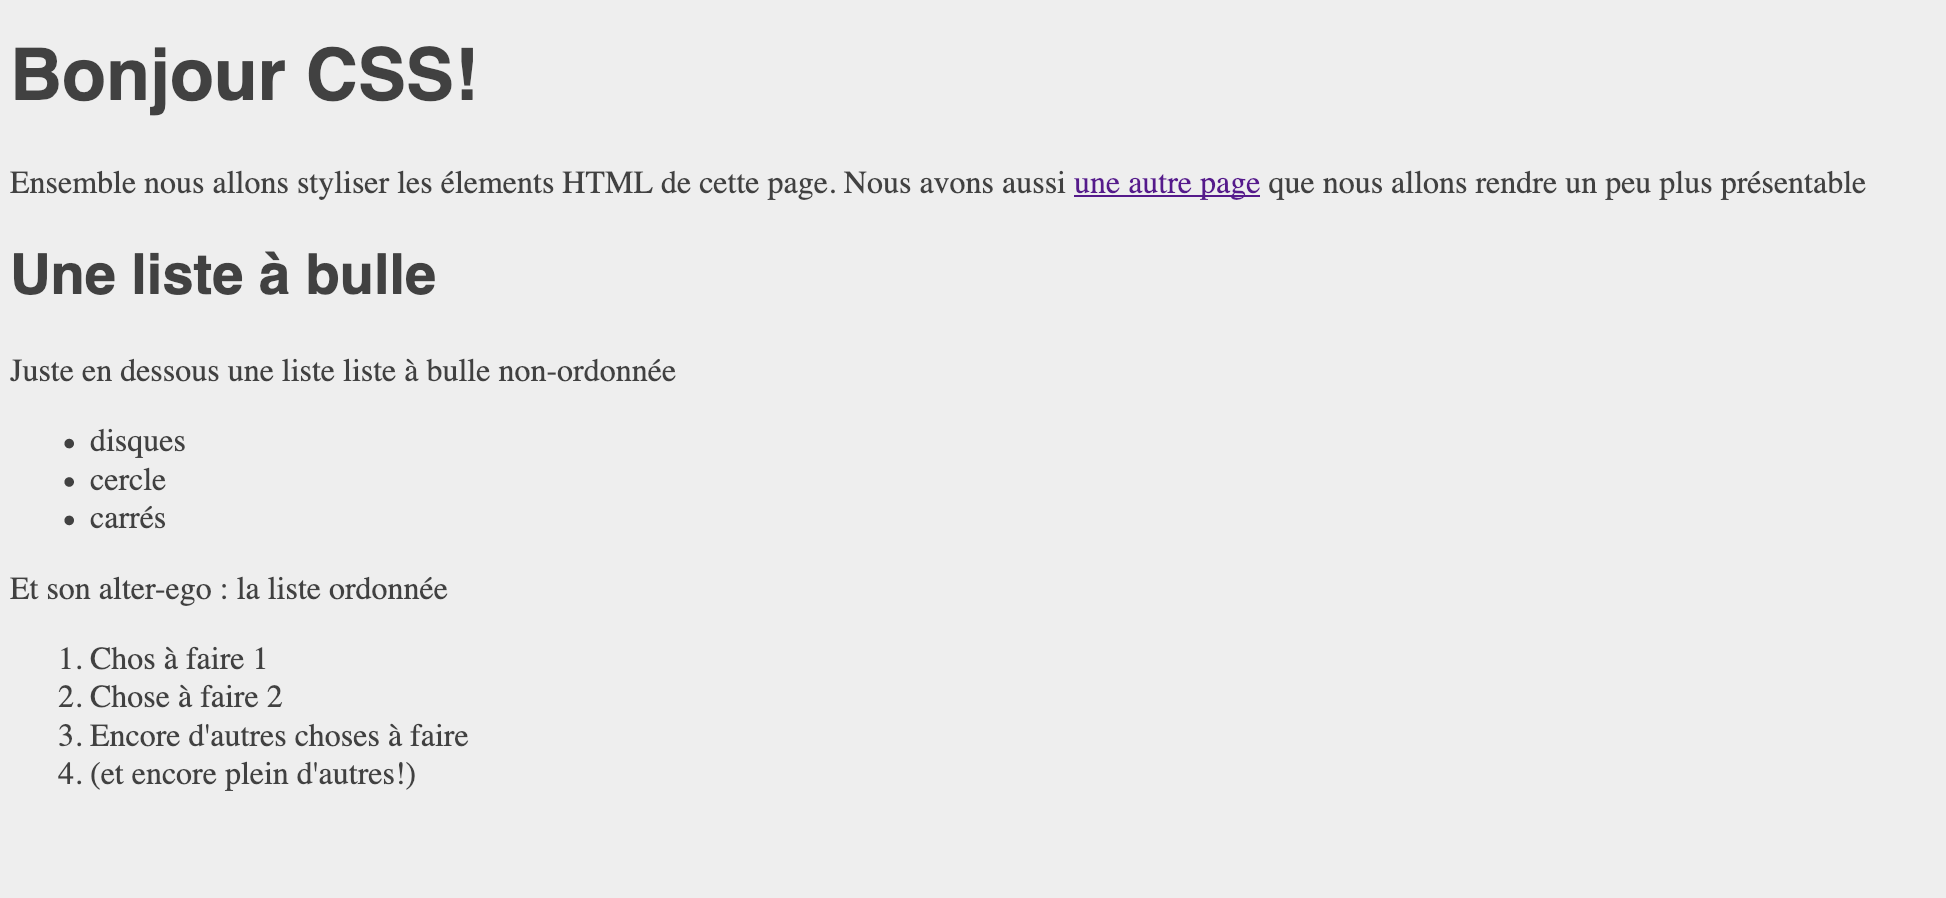 Bonjour CSS!
Ensemble nous allons styliser les élements HTML de cette page. Nous avons aussi une autre page que nous allons rendre un peu plus présentable
Une liste à bulle
Juste en dessous une liste liste à bulle non-ordonnée
• disques
• cercle
• carrés
Et son alter-ego : la liste ordonnée
1. Chos à faire 1
2. Chose à faire 2
3. Encore d'autres choses à faire
4. (et encore plein d'autres!)